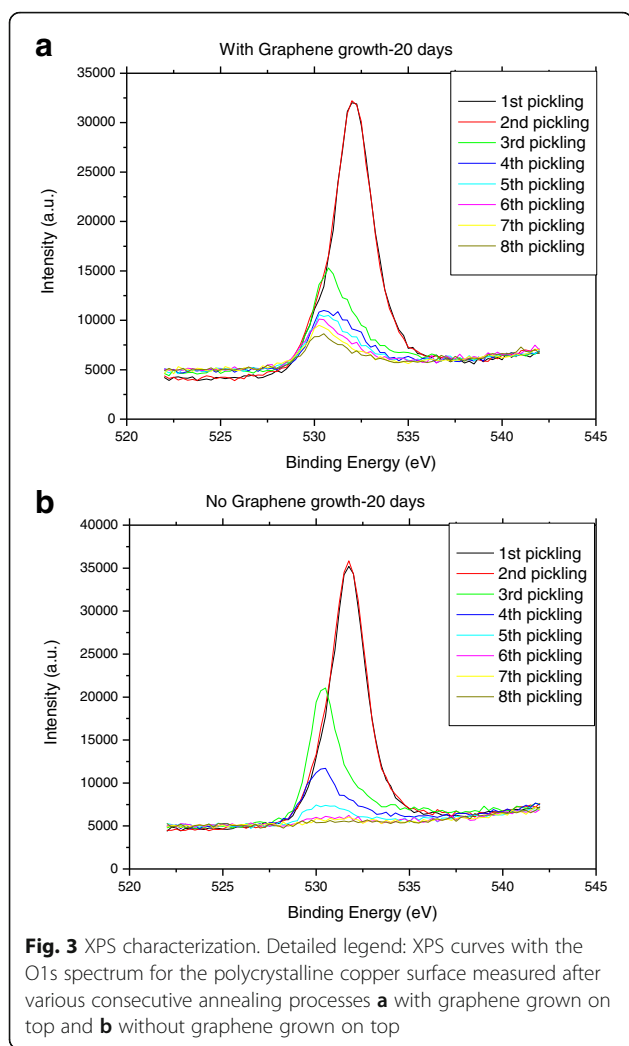 a
With Graphene growth-20 days
35000
30000
25000
20000
15000
10000
5000
0
Intensity (a.u.)
1st pickling
2nd pickling
3rd pickling
4th pickling
5th pickling
6th pickling
7th pickling
8th pickling
520 525 530 535 540 545
Binding Energy (eV)
b
No Graphene growth-20 days
40000
35000
30000
25000
20000
15000
10000
5000
0
Intensity (a.u.)
1st pickling
2nd pickling
3rd pickling
4th pickling
5th pickling
6th pickling
7th pickling
8th pickling
520 525 530 535 540 545
Binding Energy (eV)
Fig. 3 XPS characterization. Detailed legend: XPS curves with the
O1s spectrum for the polycrystalline copper surface measured after
various consecutive annealing processes a with graphene grown on
top and b without graphene grown on top